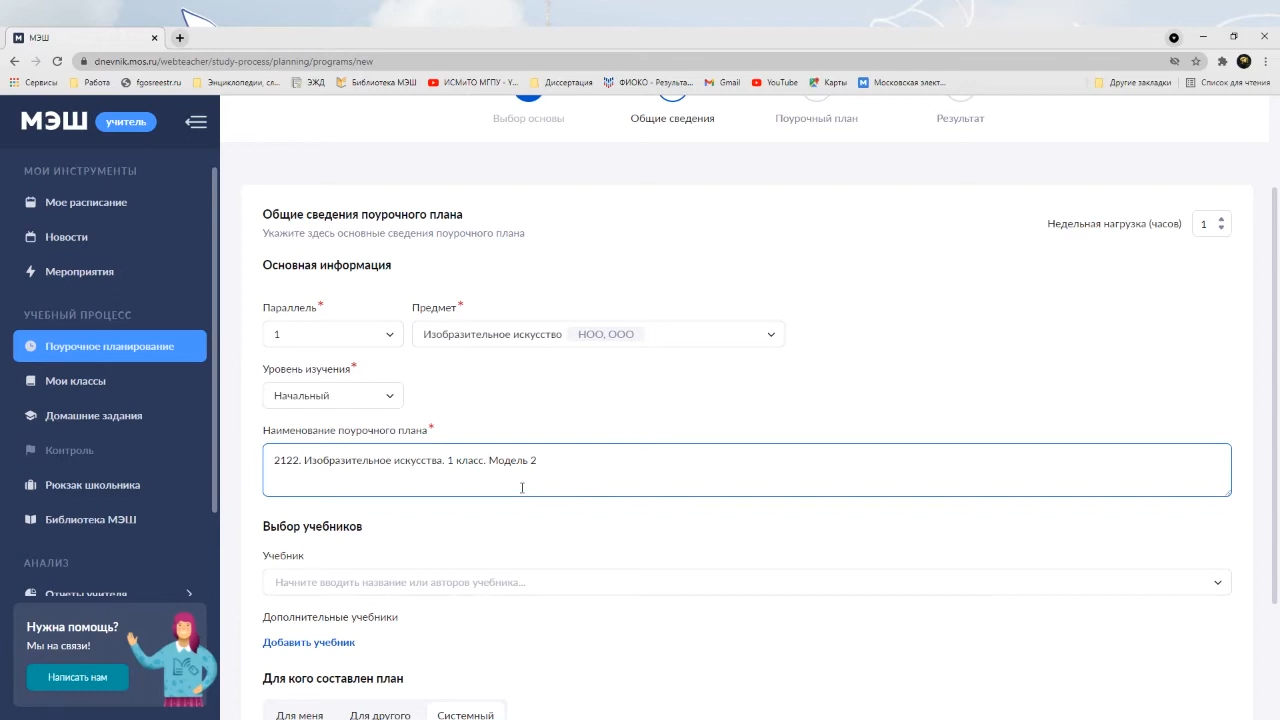 МЭШ
dnevnik.mos.ru/webteacher/study-process/planning/programs/new
Сервисы Работа fgosreestr.ru Энциклопедии, сл... ЭЖД Библиотека МЭШ ИСМиТО МГПУ - Y... Диссертация ФИОКО - Результа... Gmail YouTube Карты Московская элект... Другие закладки Список для чтения
МЭШ учитель
МОИ ИНСТРУМЕНТЫ
Мое расписание
Новости
Мероприятия
УЧЕБНЫЙ ПРОЦЕСС
Поурочное планирование
Мои классы
Домашние задания
Контроль
Рюкзак школьника
Библиотека МЭШ
АНАЛИЗ
Отчеты учителя
Нужна помощь?
Мы на связи!
Написать нам
Выбор основы Общие сведения Поурочный план Результат
Общие сведения поурочного плана
Укажите здесь основные сведения поурочного плана
Недельная нагрузка (часов) 1
Основная информация
Параллель* Предмет*
1 Изобразительное искусство НОО, ООО
Уровень изучения*
Начальный
Наименование поурочного плана*
2122. Изобразительное искусства. 1 класс. Модель 2
Выбор учебников
Учебник
Начните вводить название или авторов учебника...
Дополнительные учебники
Добавить учебник
Для кого составлен план
Для меня Для другого Системный